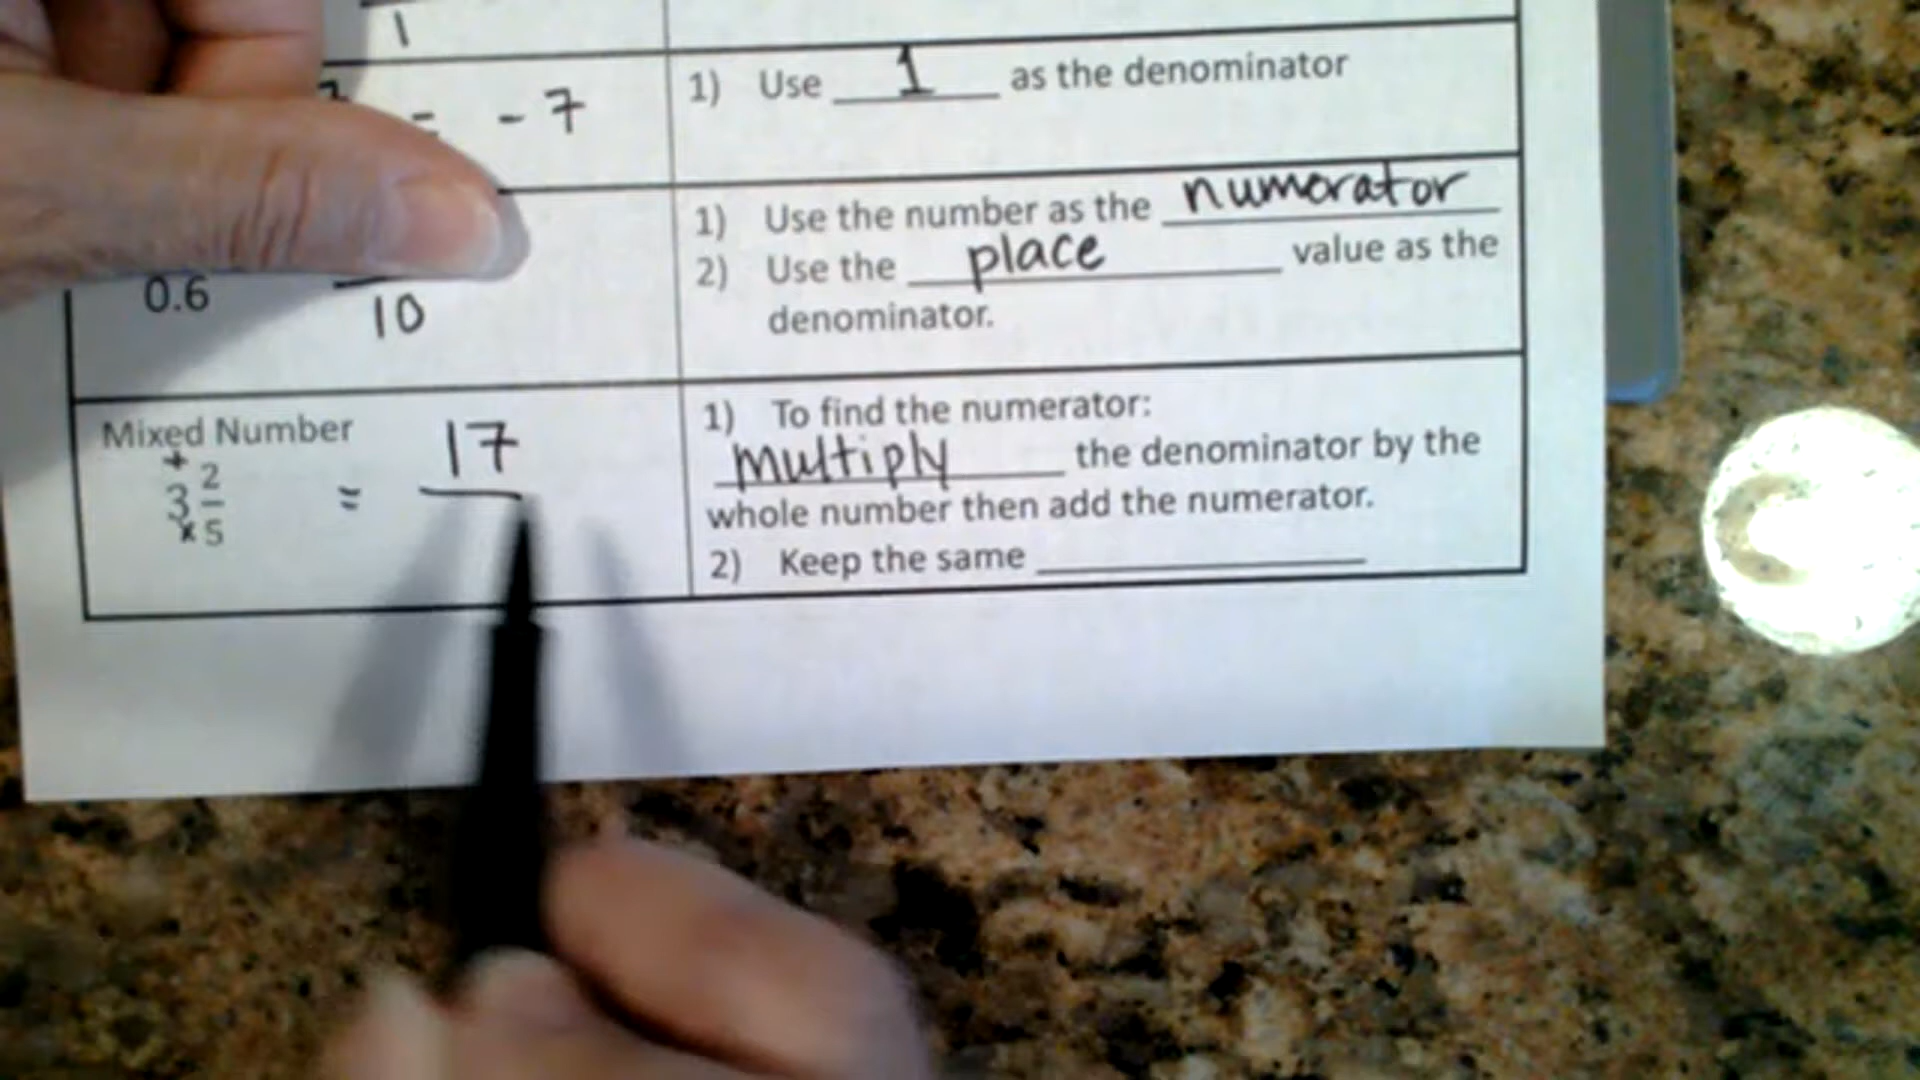 1
= - 7
1) Use 1 as the denominator
1) Use the number as the numerator
2) Use the place value as the
denominator.
0.6
10
Mixed Number
+
3 2/5
×
= 17
1) To find the numerator:
multiply the denominator by the
whole number then add the numerator.
2) Keep the same